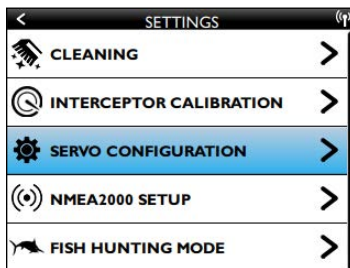 SETTINGS
CLEANING
INTERCEPTOR CALIBRATION
SERVO CONFIGURATION
NMEA2000 SETUP
FISH HUNTING MODE